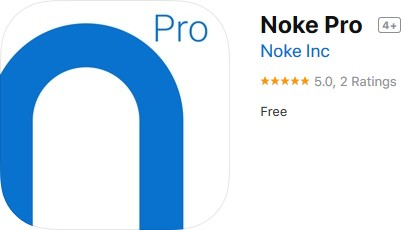 Pro
Noke Pro 4+
Noke Inc
★★★★★ 5.0, 2 Ratings
Free